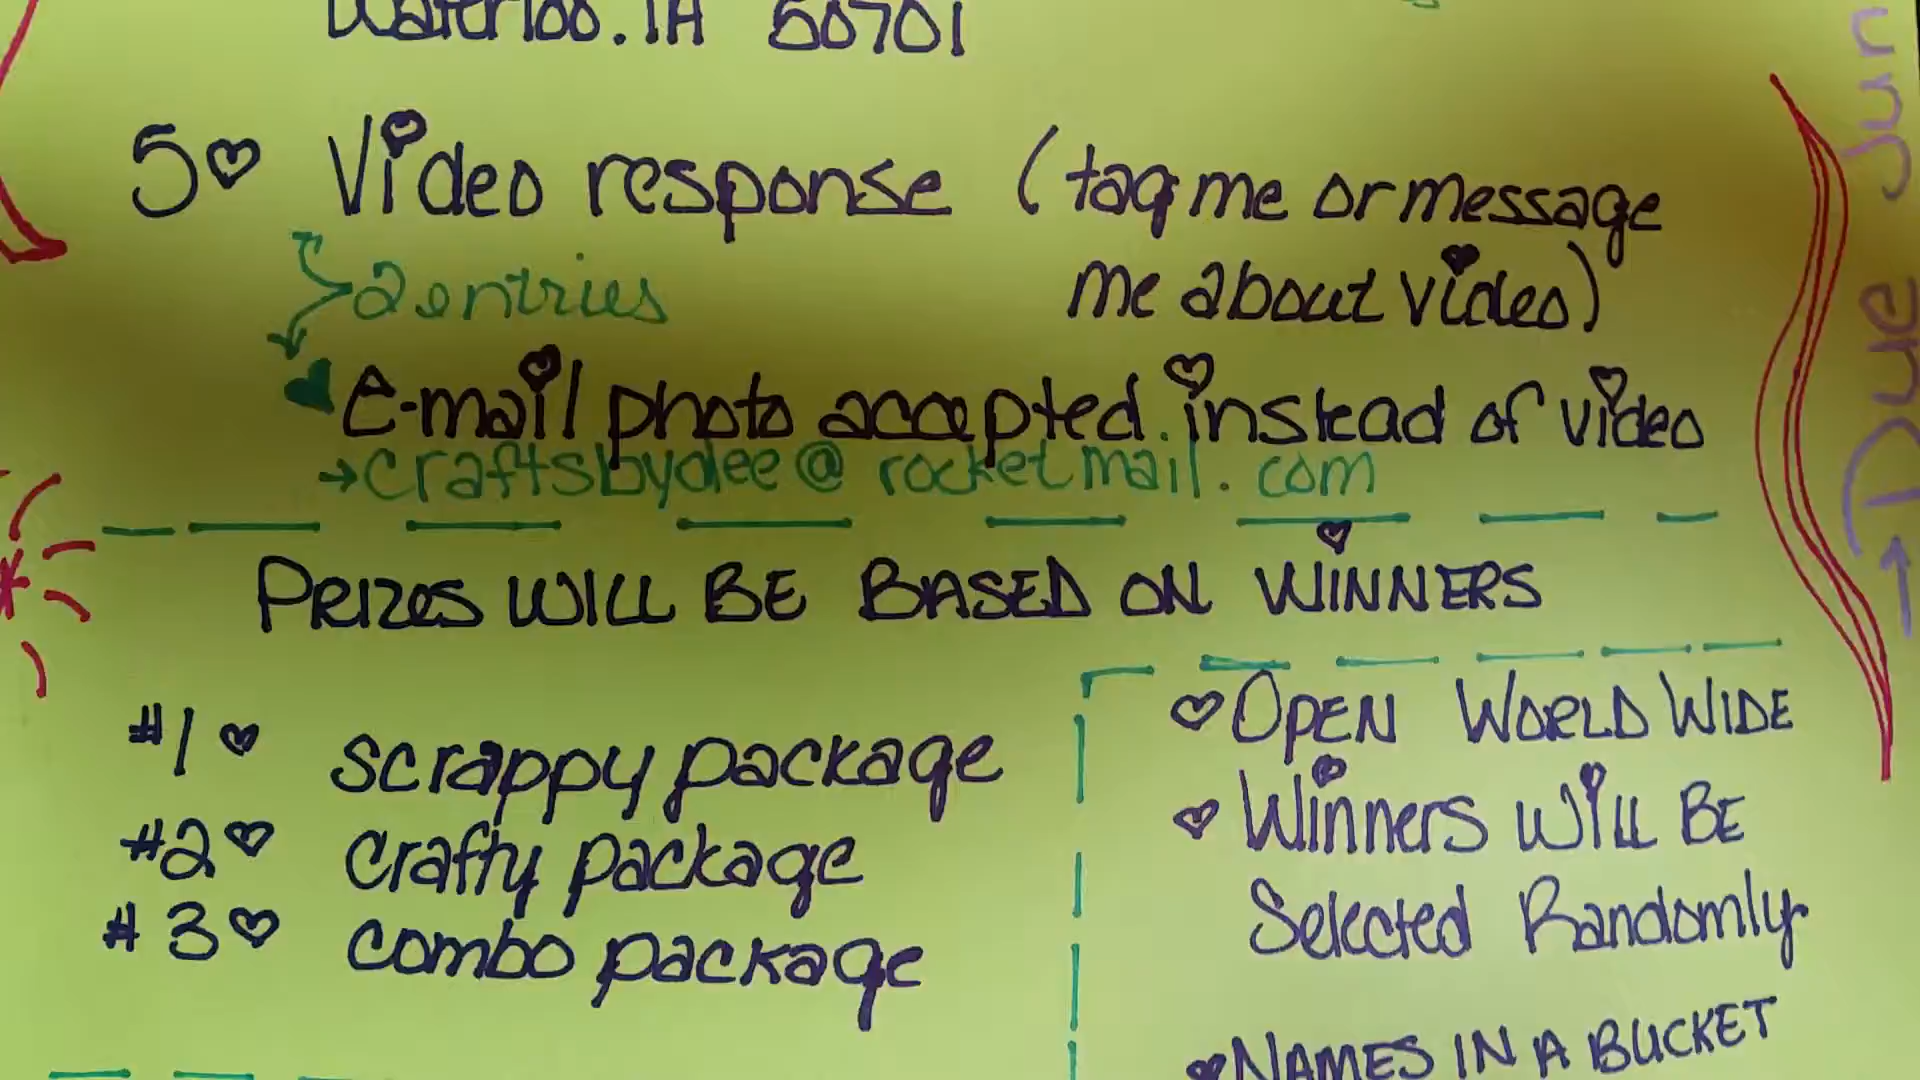 Waterloo. IA 50701
5♡ Video response (tag me or message
me about video)
2 entries
E-mail photo accepted. instead of video
→craftsbydee@rocketmail.com
PRIZES WILL BE BASED ON WINNERS
#1♡ scrappy package
#2♡ crafty package
#3♡ combo package
♡OPEN WORLD WIDE
♡ Winners Will BE
Selected Randomly
♥NAMES IN A BUCKET
→ Due Jun